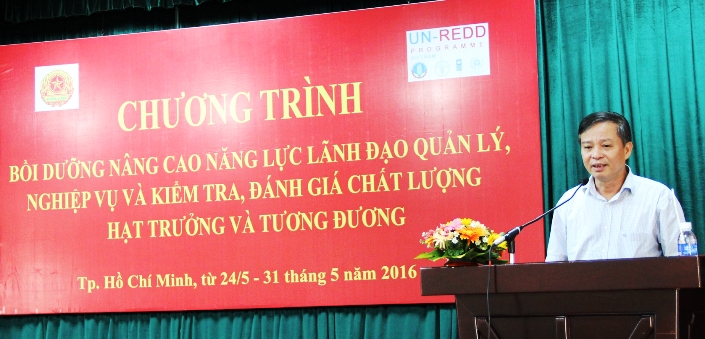 UN-REDD
PROGRAMME
CHƯƠNG TRÌNH
BỒI DƯỠNG NÂNG CAO NĂNG LỰC LÃNH ĐẠO QUẢN LÝ,
NGHIỆP VỤ VÀ KIỂM TRA, ĐÁNH GIÁ CHẤT LƯỢNG
HẠT TRƯỞNG VÀ TƯƠNG ĐƯƠNG
Tp. Hồ Chí Minh, từ 24/5 - 31 tháng 5 năm 2016